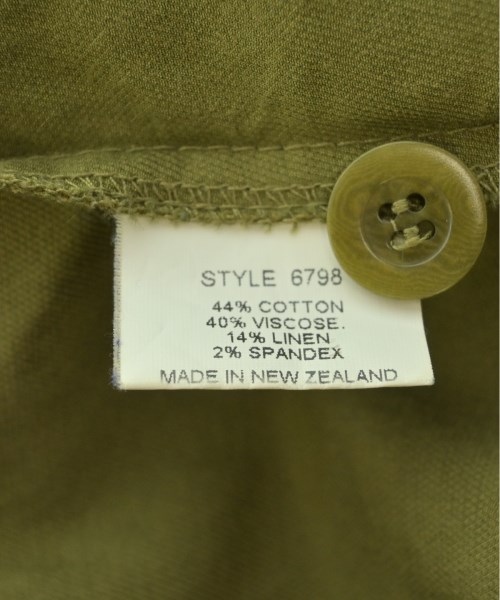 STYLE 6798
44% COTTON
40% VISCOSE.
14% LINEN
2% SPANDEX
MADE IN NEW ZEALAND